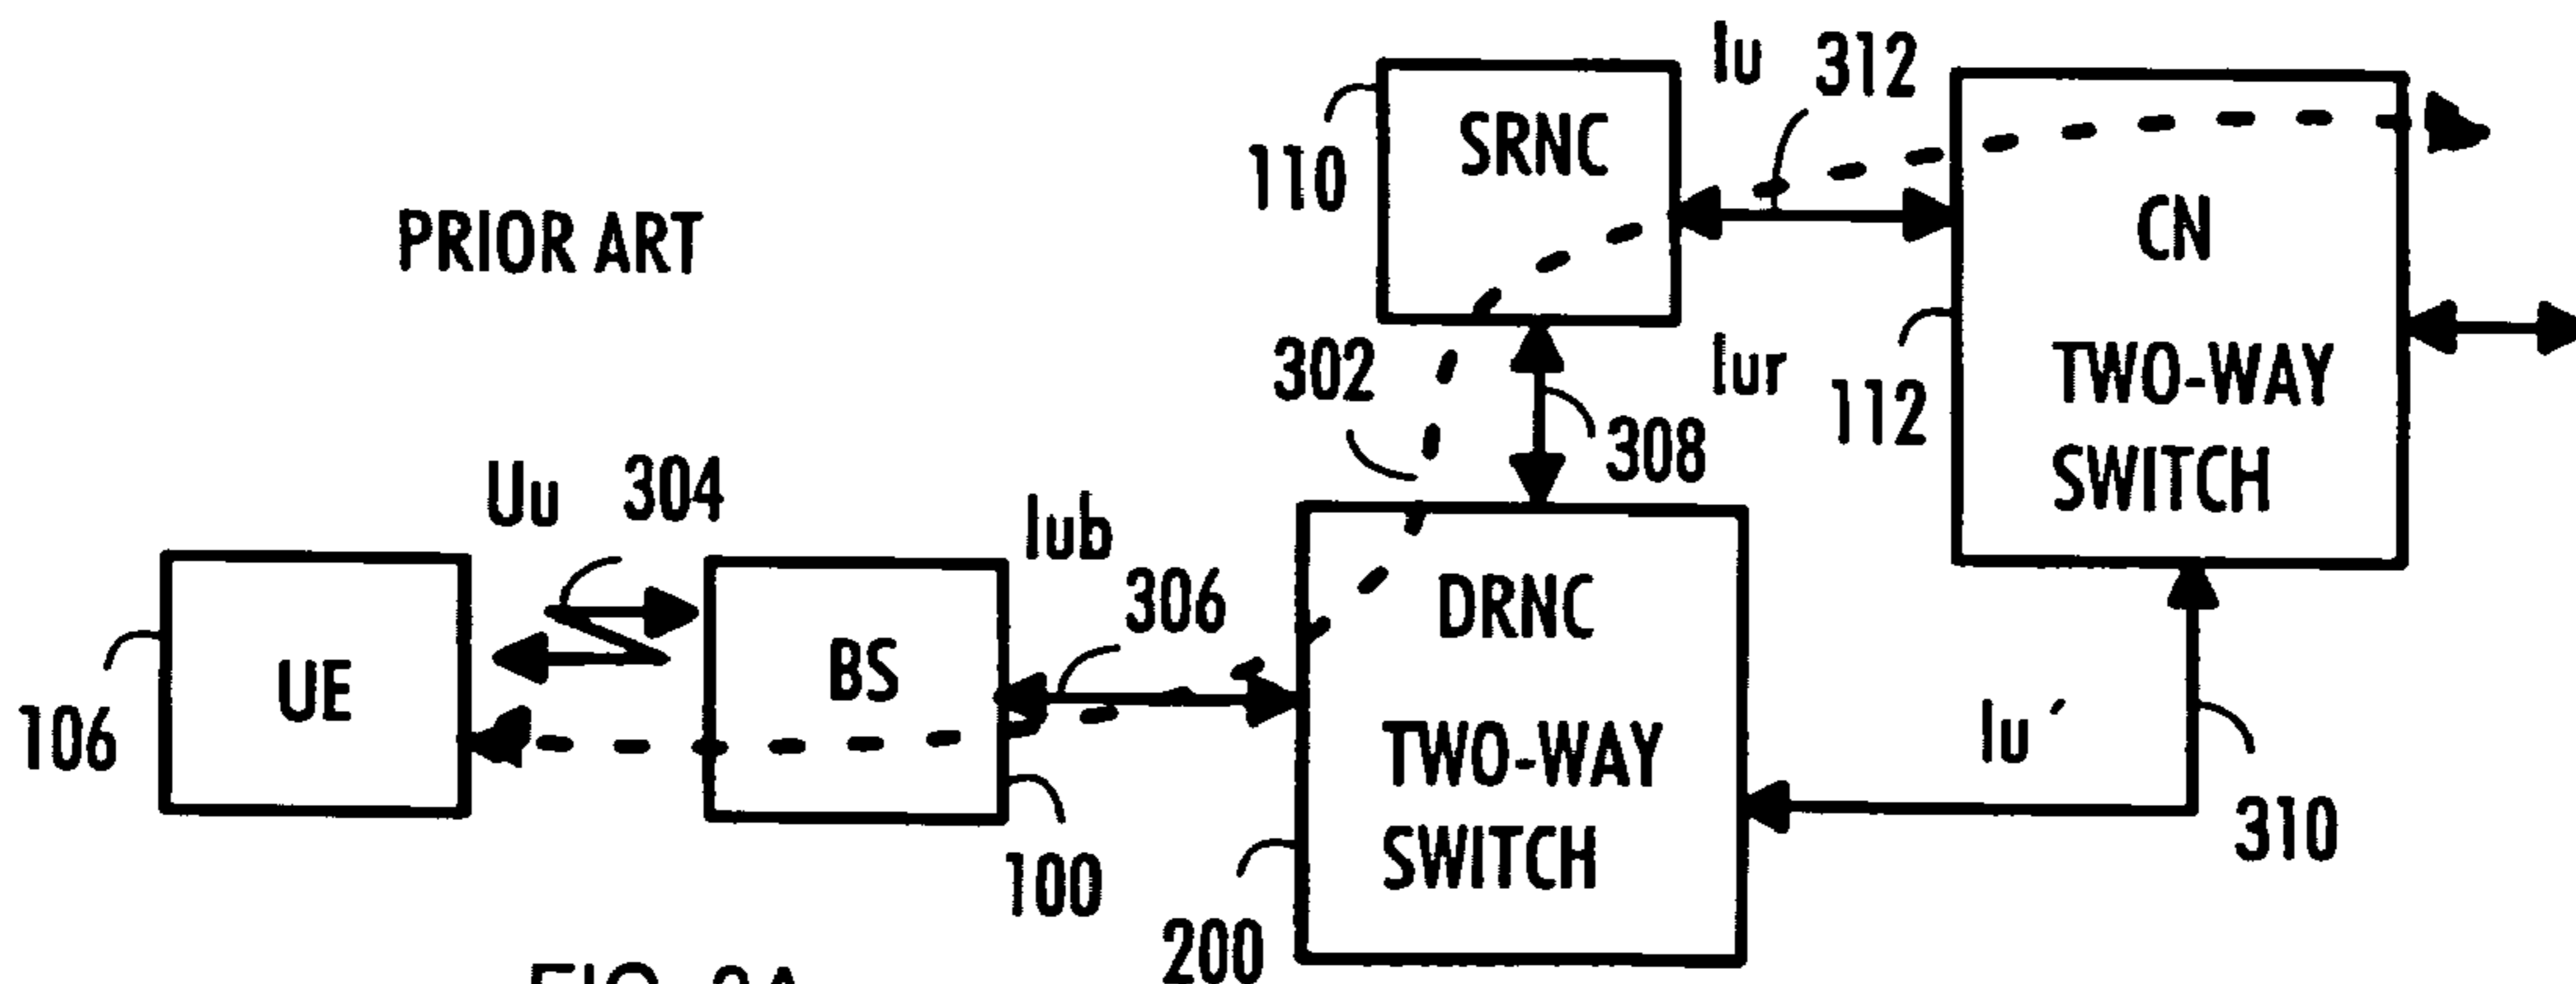 Iu 312
SRNC
110
CN
TWO-WAY
SWITCH
112
PRIOR ART
302
Iur
308
Uu 304
Iub
306
UE
106
BS
100
DRNC
TWO-WAY
SWITCH
200
Iu´
310